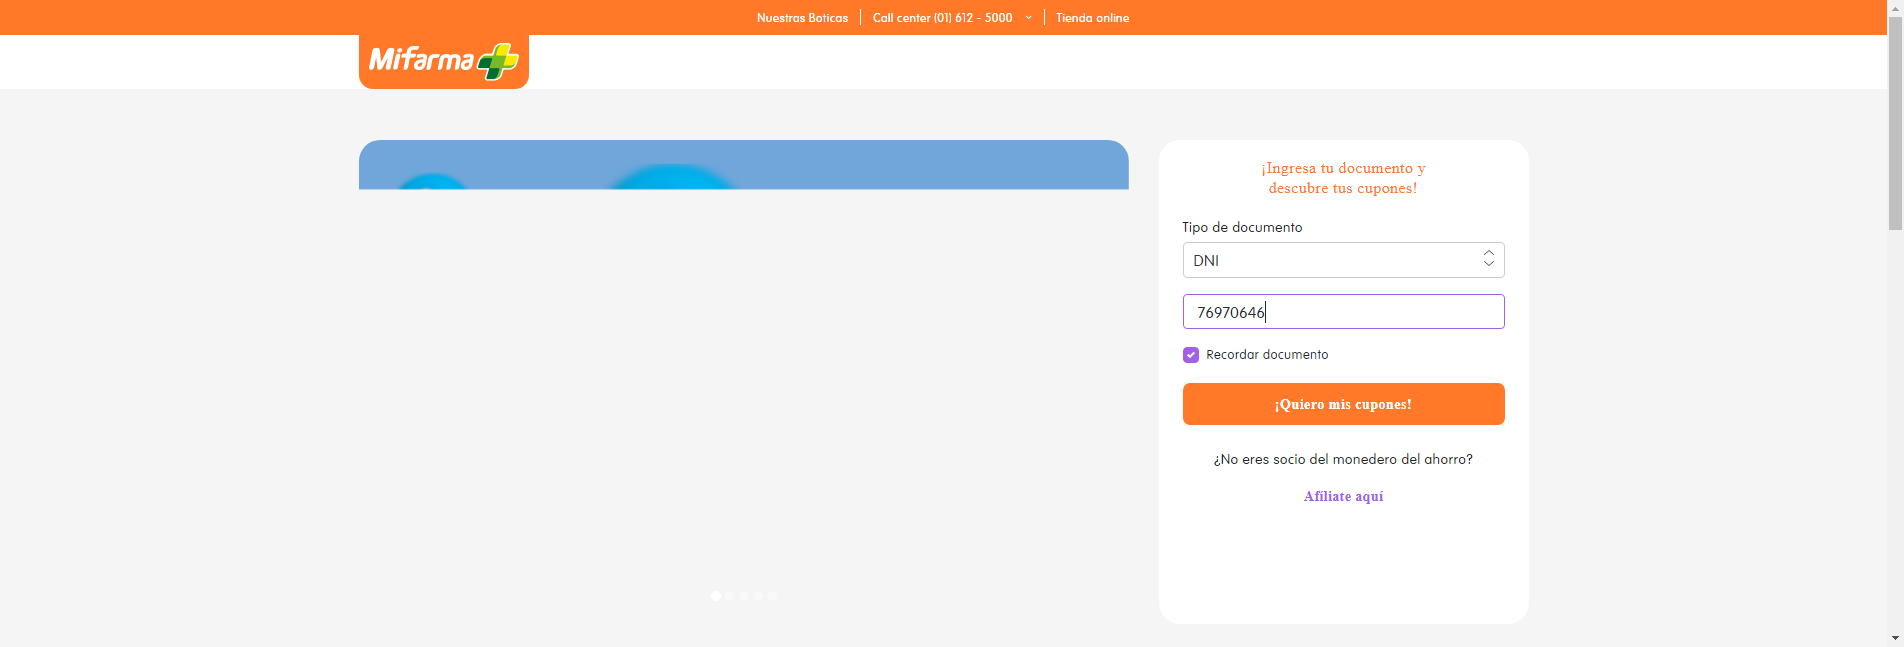 Nuestras Boticas
Call center (01) 612 - 5000
Tienda online
Mifarma
¡Ingresa tu documento y
descubre tus cupones!
Tipo de documento
DNI
76970646
Recordar documento
¡Quiero mis cupones!
¿No eres socio del monedero del ahorro?
Afíliate aquí